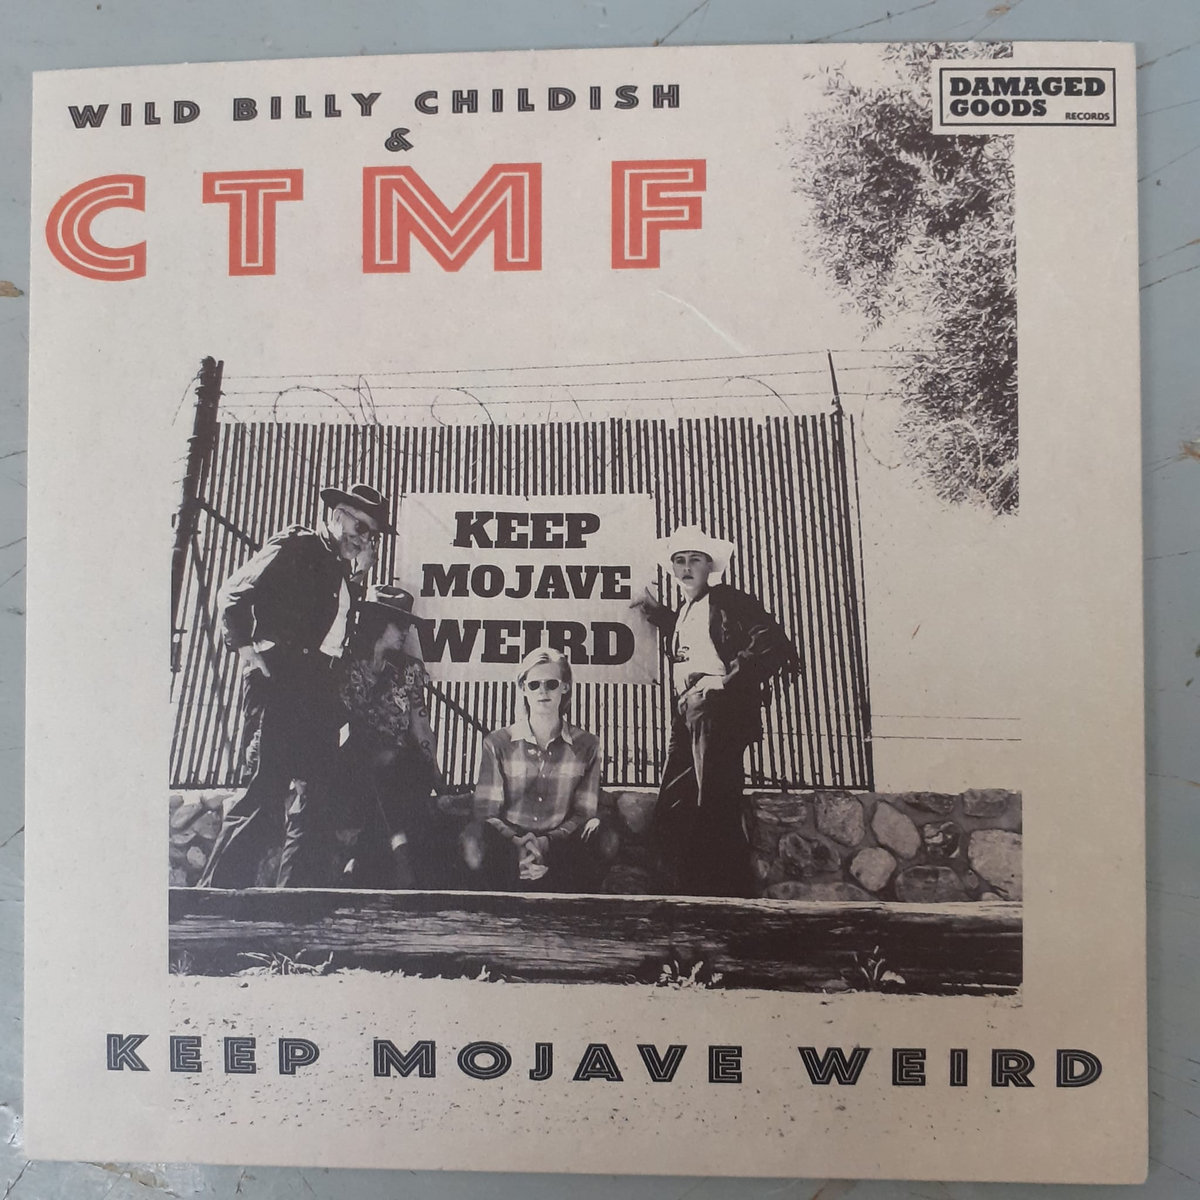 WILD BILLY CHILDISH
&
CTMF
DAMAGED
GOODS
RECORDS
KEEP
MOJAVE
WEIRD
KEEP MOJAVE WEIRD